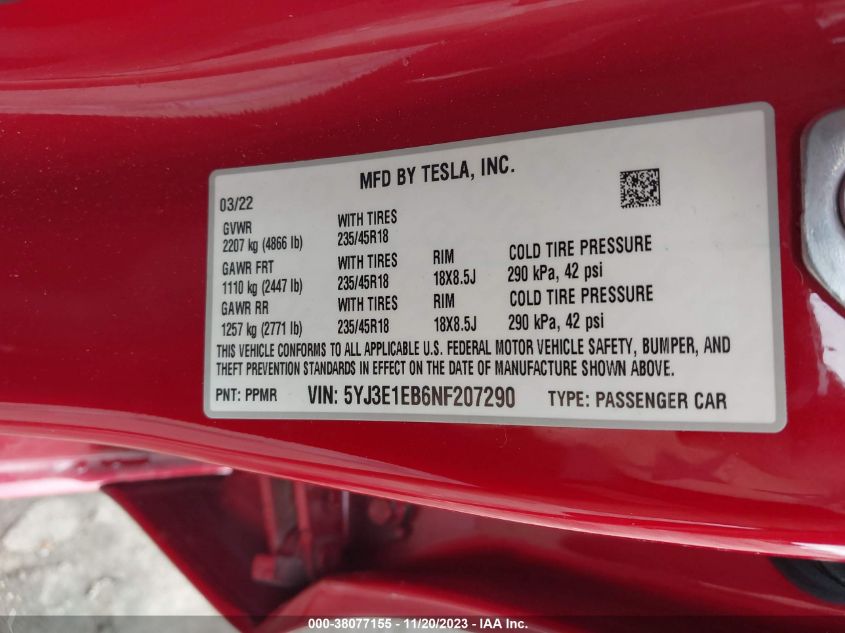 MFD BY TESLA, INC.
03/22
GVWR WITH TIRES
2207 kg (4866 lb) 235/45R18
GAWR FRT WITH TIRES RIM COLD TIRE PRESSURE
1110 kg (2447 lb) 235/45R18 18X8.5J 290 kPa, 42 psi
GAWR RR WITH TIRES RIM COLD TIRE PRESSURE
1257 kg (2771 lb) 235/45R18 18X8.5J 290 kPa, 42 psi
THIS VEHICLE CONFORMS TO ALL APPLICABLE U.S. FEDERAL MOTOR VEHICLE SAFETY, BUMPER, AND
THEFT PREVENTION STANDARDS IN EFFECT ON THE DATE OF MANUFACTURE SHOWN ABOVE.
PNT: PPMR VIN: 5YJ3E1EB6NF207290 TYPE: PASSENGER CAR
000-38077155 - 11/20/2023 - IAA Inc.